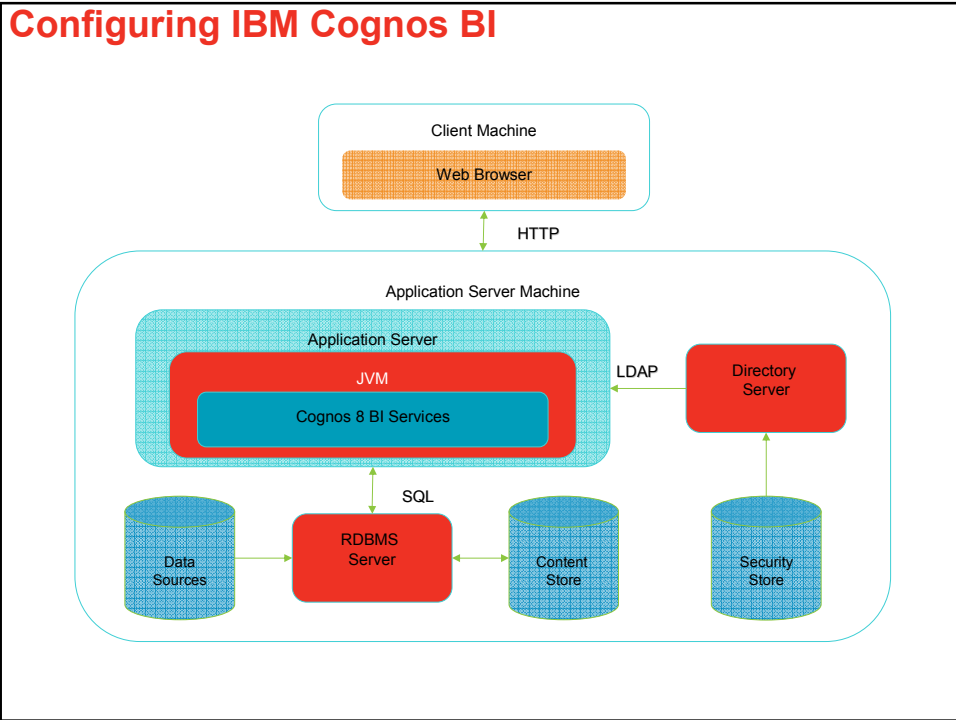 Configuring IBM Cognos BI
Client Machine
Web Browser
HTTP
Application Server Machine
Application Server
JVM
Cognos 8 BI Services
LDAP
Directory
Server
SQL
Data
Sources
RDBMS
Server
Content
Store
Security
Store